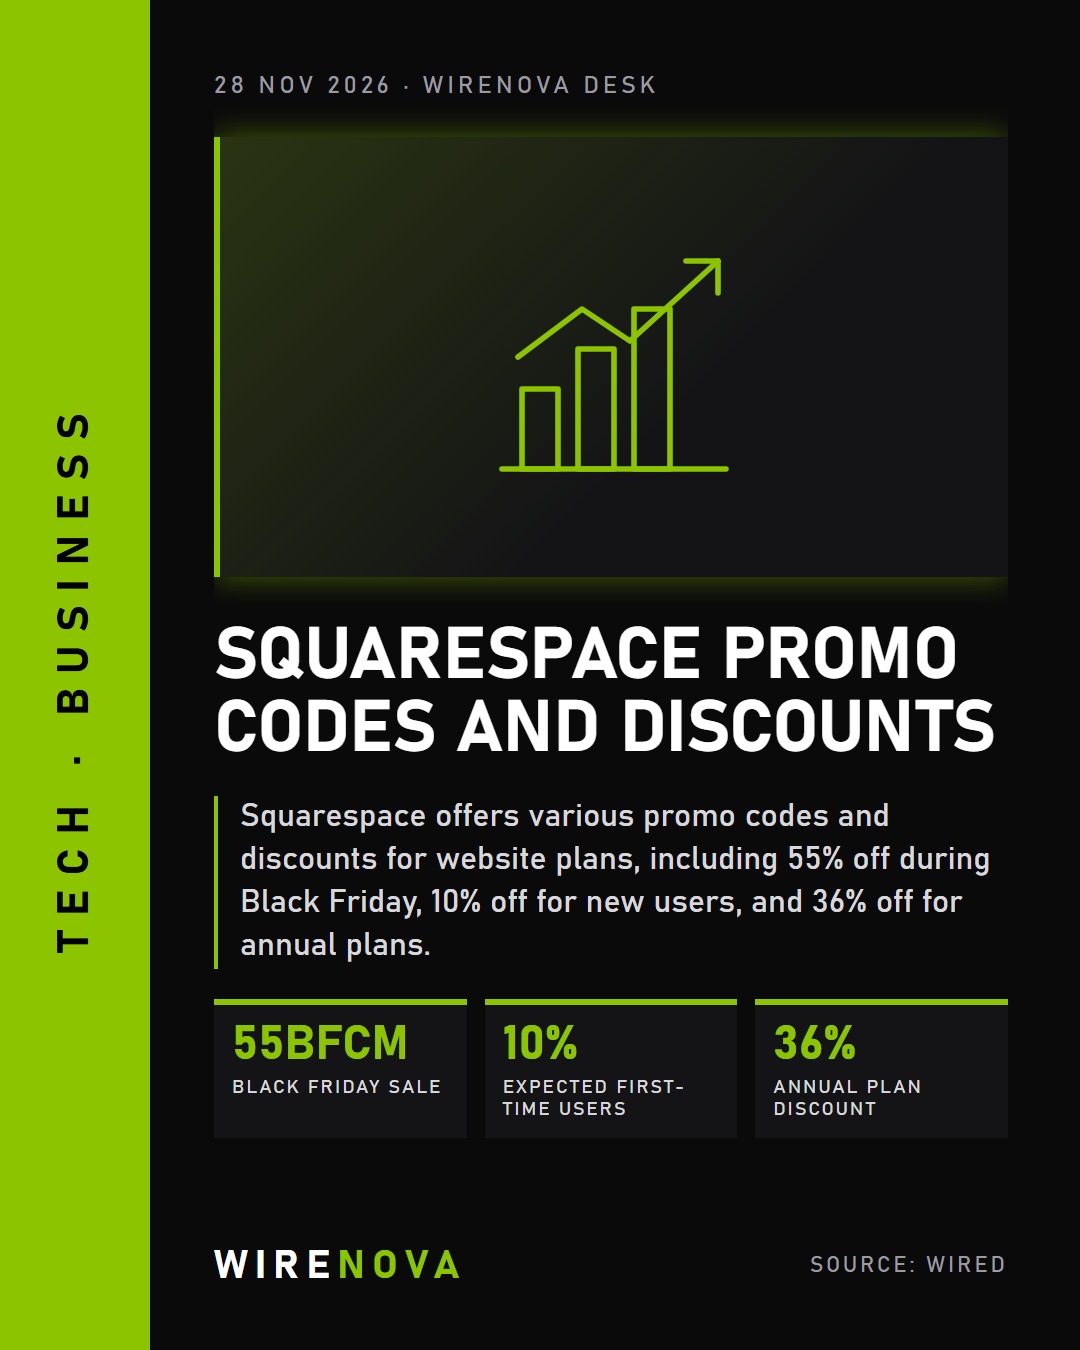 TECH · BUSINESS
28 NOV 2026 · WIRENOVA DESK
SQUARESPACE PROMO
CODES AND DISCOUNTS
Squarespace offers various promo codes and
discounts for website plans, including 55% off during
Black Friday, 10% off for new users, and 36% off for
annual plans.
55BFCM
BLACK FRIDAY SALE
10%
EXPECTED FIRST-
TIME USERS
36%
ANNUAL PLAN
DISCOUNT
WIRENOVA
SOURCE: WIRED